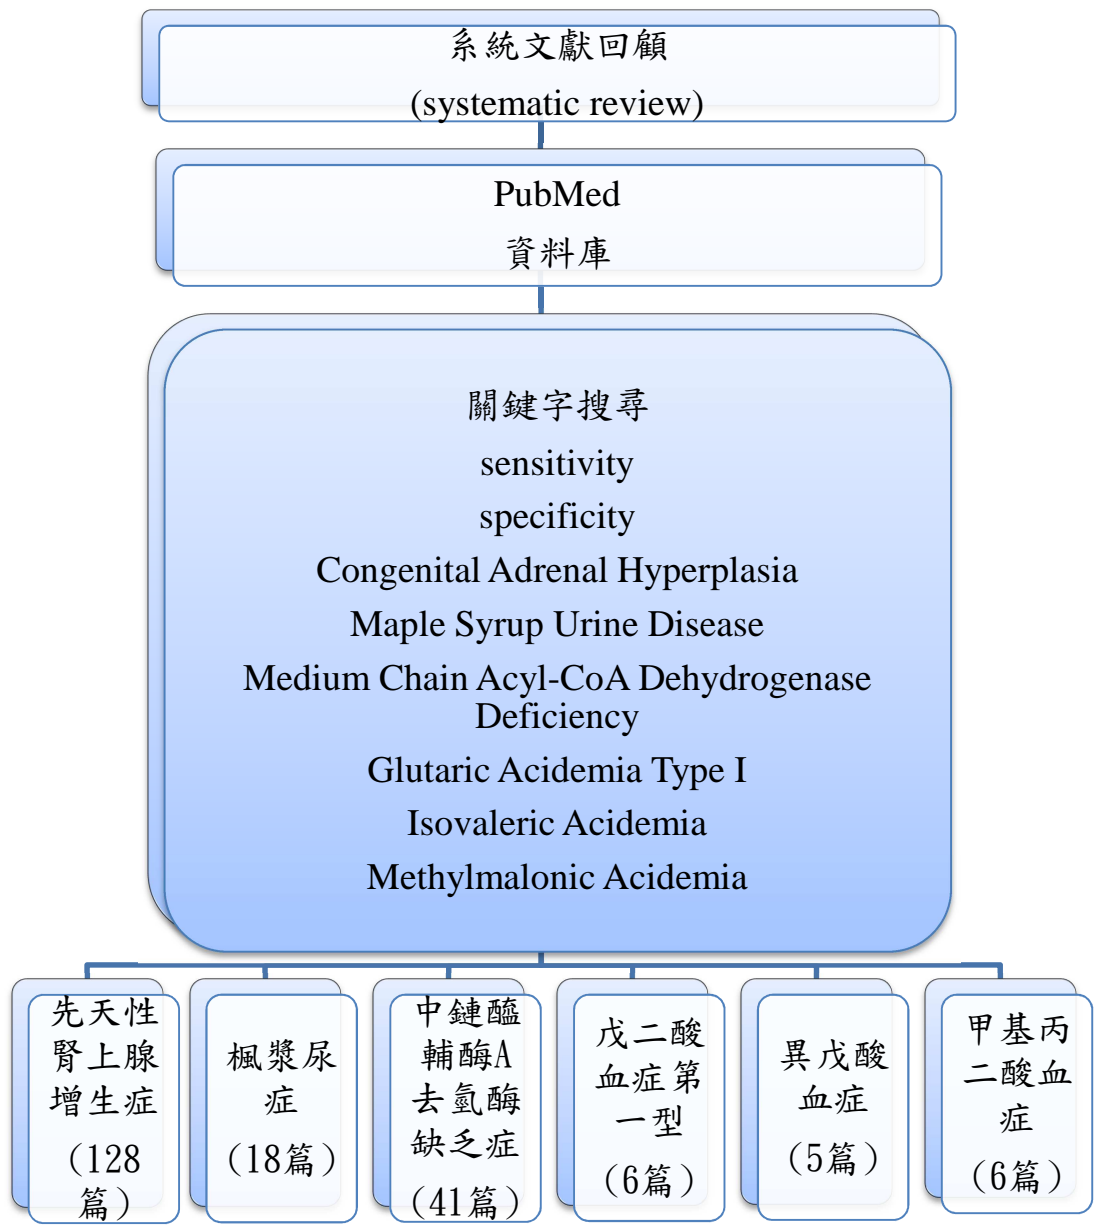 系統文獻回顧
(systematic review)
PubMed
資料庫
關鍵字搜尋
sensitivity
specificity
Congenital Adrenal Hyperplasia
Maple Syrup Urine Disease
Medium Chain Acyl-CoA Dehydrogenase
Deficiency
Glutaric Acidemia Type I
Isovaleric Acidemia
Methylmalonic Acidemia
先天性
腎上腺
增生症
(128
篇)
楓漿尿
症
(18篇)
中鏈醯
輔酶A
去氫酶
缺乏症
(41篇)
戊二酸
血症第
一型
(6篇)
異戊酸
血症
(5篇)
甲基丙
二酸血
症
(6篇)